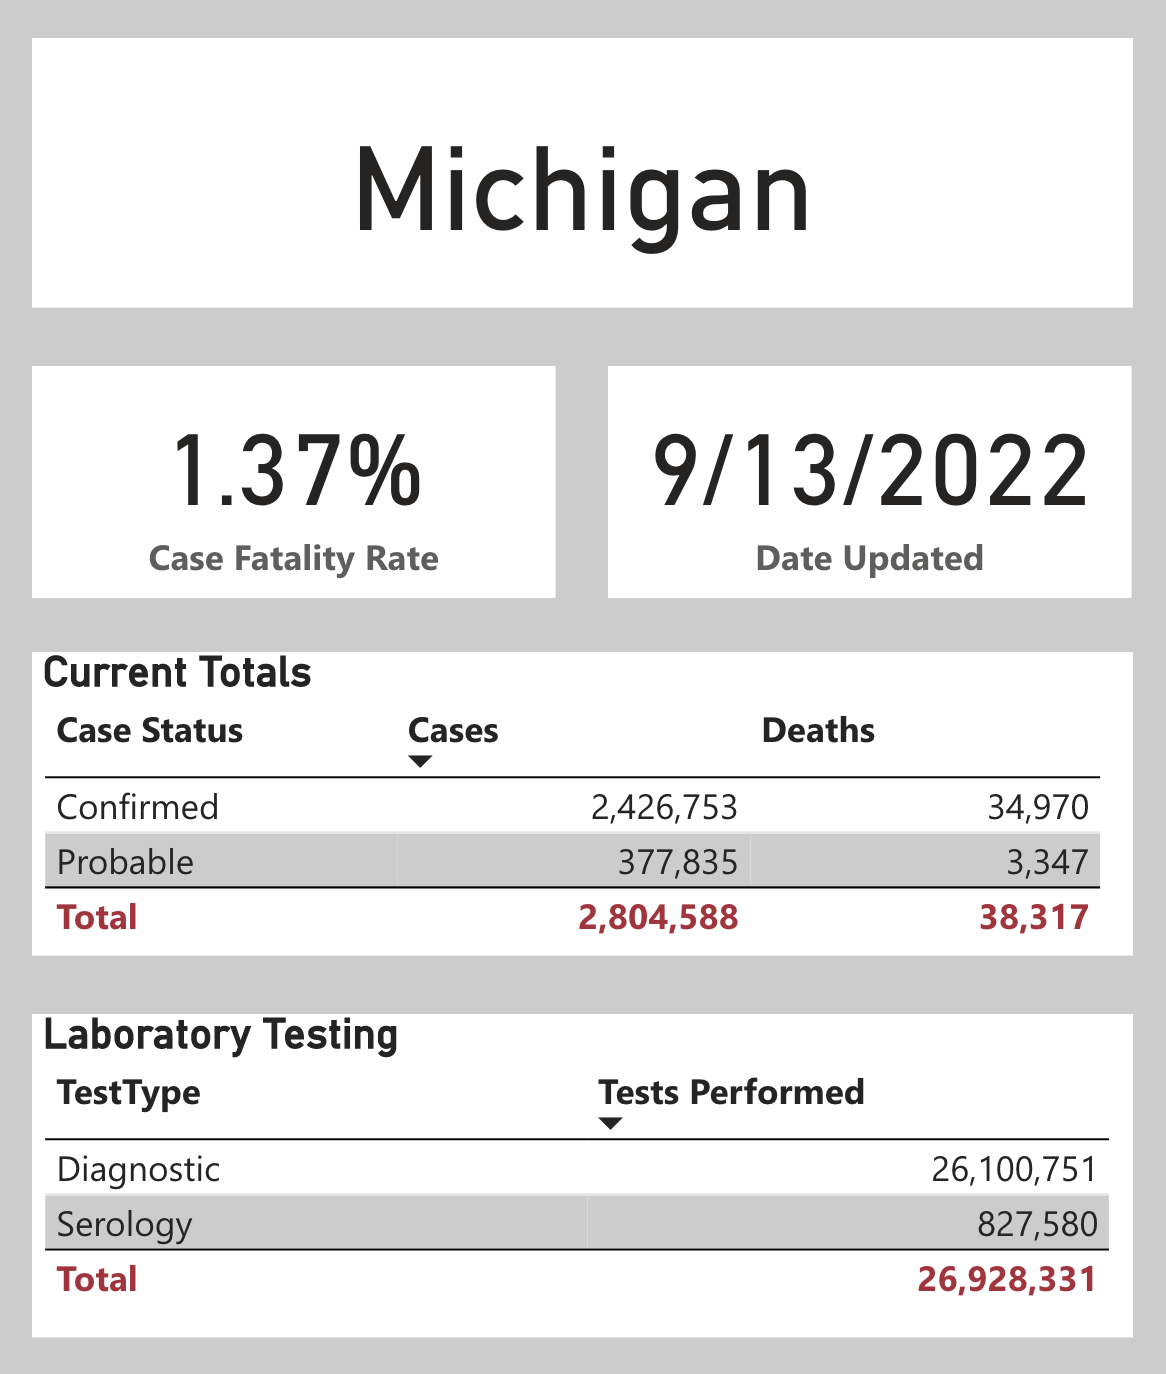 Michigan
1.37%
Case Fatality Rate
9/13/2022
Date Updated
Current Totals
Case Status Cases Deaths
Confirmed 2,426,753 34,970
Probable 377,835 3,347
Total 2,804,588 38,317
Laboratory Testing
TestType Tests Performed
Diagnostic 26,100,751
Serology 827,580
Total 26,928,331